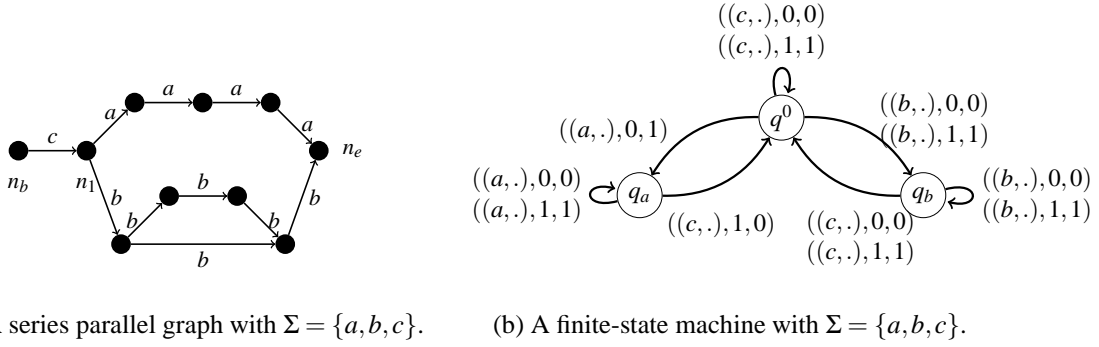 a
a
a
a
c
n_b
n_1
n_e
b
b
b
b
b
b
series parallel graph with Σ = {a,b,c}.
((c,.),0,0)
((c,.),1,1)
q^0
((a,.),0,1)
((b,.),0,0)
((b,.),1,1)
((a,.),0,0)
((a,.),1,1)
q_a
((c,.),1,0)
((c,.),0,0)
((c,.),1,1)
q_b
((b,.),0,0)
((b,.),1,1)
(b) A finite-state machine with Σ = {a,b,c}.